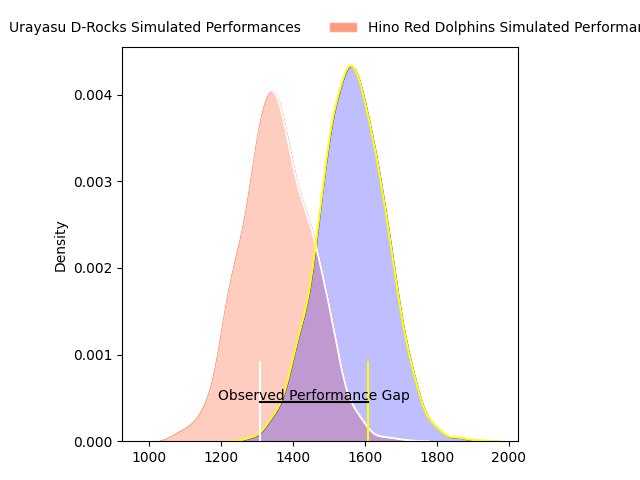 Urayasu D-Rocks Simulated Performances Hino Red Dolphins Simulated Performan
0.004
0.003
0.002
0.001
0.000
Density
Observed Performance Gap
1000 1200 1400 1600 1800 2000